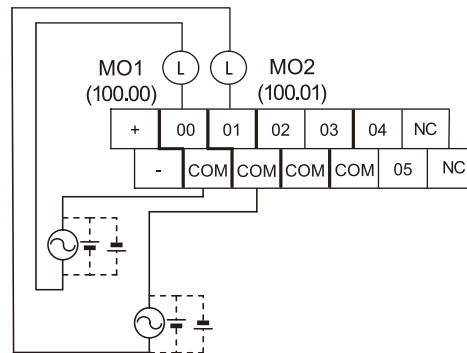 L L
MO1 MO2
(100.00) (100.01)
+ 00 01 02 03 04 NC
- COM COM COM COM 05 NC